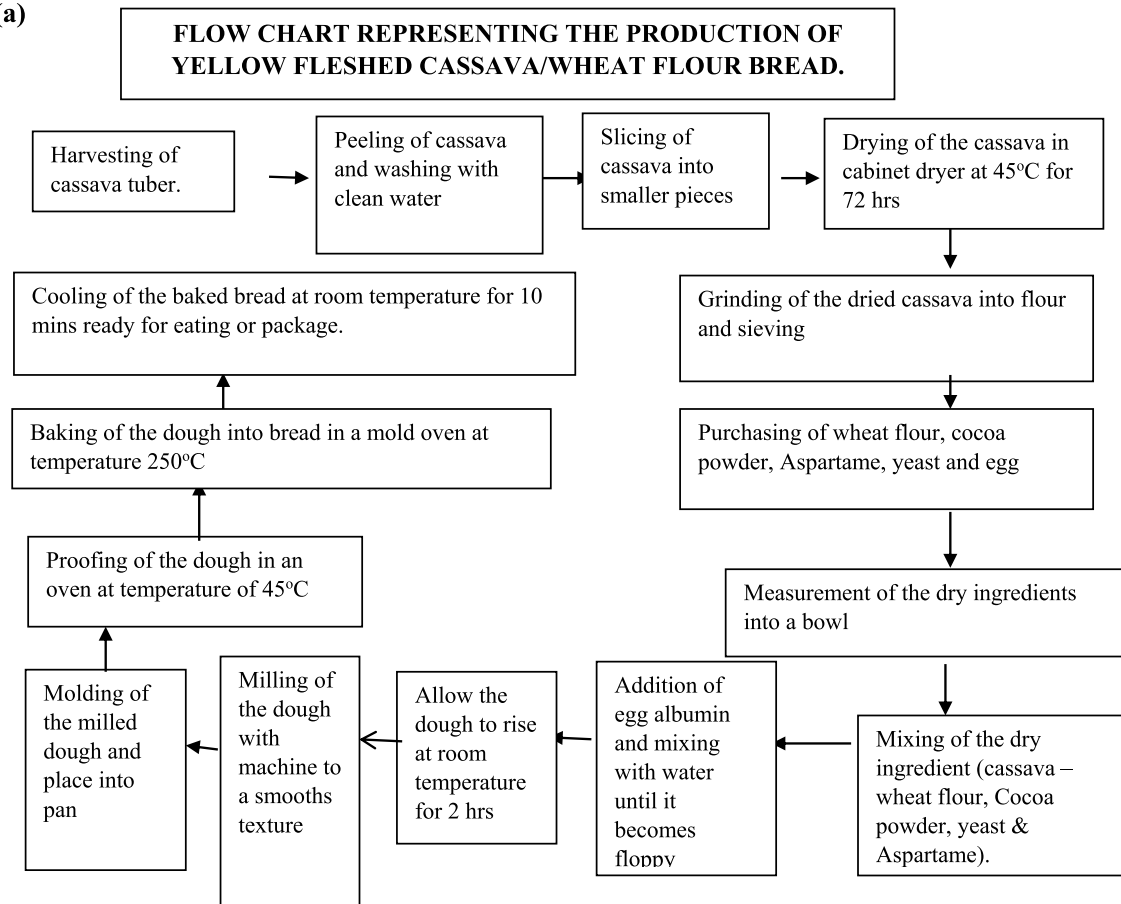 (a)
FLOW CHART REPRESENTING THE PRODUCTION OF
YELLOW FLESHED CASSAVA/WHEAT FLOUR BREAD.
Harvesting of
cassava tuber.
Peeling of cassava
and washing with
clean water
Slicing of
cassava into
smaller pieces
Drying of the cassava in
cabinet dryer at 45°C for
72 hrs
Grinding of the dried cassava into flour
and sieving
Purchasing of wheat flour, cocoa
powder, Aspartame, yeast and egg
Measurement of the dry ingredients
into a bowl
Mixing of the dry
ingredient (cassava –
wheat flour, Cocoa
powder, yeast &
Aspartame).
Addition of
egg albumin
and mixing
with water
until it
becomes
floppy
Allow the
dough to rise
at room
temperature
for 2 hrs
Milling of
the dough
with
machine to
a smooths
texture
Molding of
the milled
dough and
place into
pan
Proofing of the dough in an
oven at temperature of 45°C
Baking of the dough into bread in a mold oven at
temperature 250°C
Cooling of the baked bread at room temperature for 10
mins ready for eating or package.